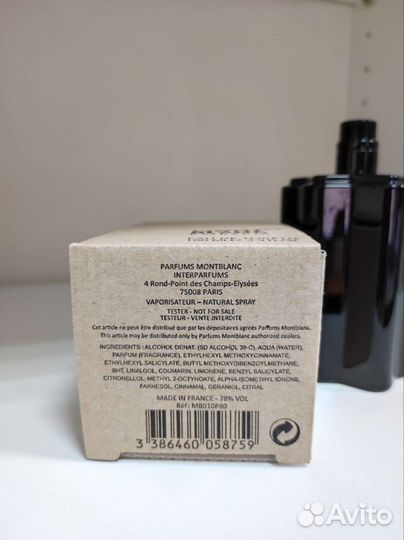 PARFUMS MONTBLANC
INTERPARFUMS
4 Rond-Point des Champs-Elysées
75008 PARIS
VAPORISATEUR – NATURAL SPRAY
TESTER - NOT FOR SALE
TESTEUR - VENTE INTERDITE
Cet article ne peut être distribué que par les dépositaires agréés Parfums Montblanc.
This article may be distributed only by Parfums Montblanc authorized dealers.
INGREDIENTS : ALCOHOL DENAT. (SD ALCOHOL 39-C), AQUA (WATER),
PARFUM (FRAGRANCE), ETHYLHEXYL METHOXYCINNAMATE,
ETHYLHEXYL SALICYLATE, BUTYL METHOXYDIBENZOYLMETHANE,
BHT, LINALOOL, COUMARIN, LIMONENE, BENZYL SALICYLATE,
CITRONELLOL, METHYL 2-OCTYNOATE, ALPHA-ISOMETHYL IONONE,
FARNESOL, CINNAMAL, GERANIOL, CITRAL
MADE IN FRANCE - 78% VOL
Réf: MB010P80
3 386460 058759
Avito